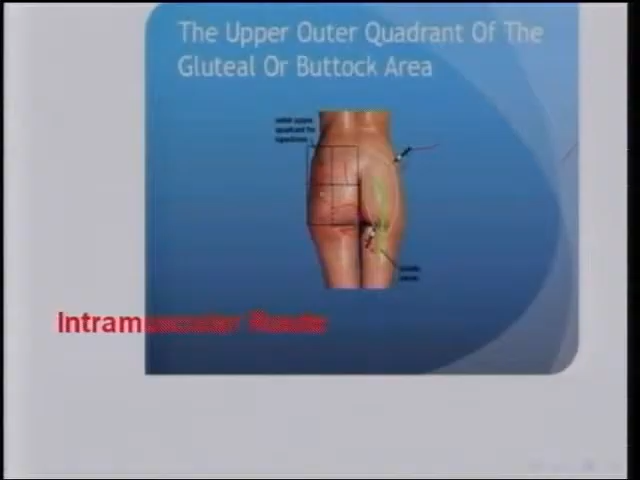 The Upper Outer Quadrant Of The
Gluteal Or Buttock Area
Intramuscular Route